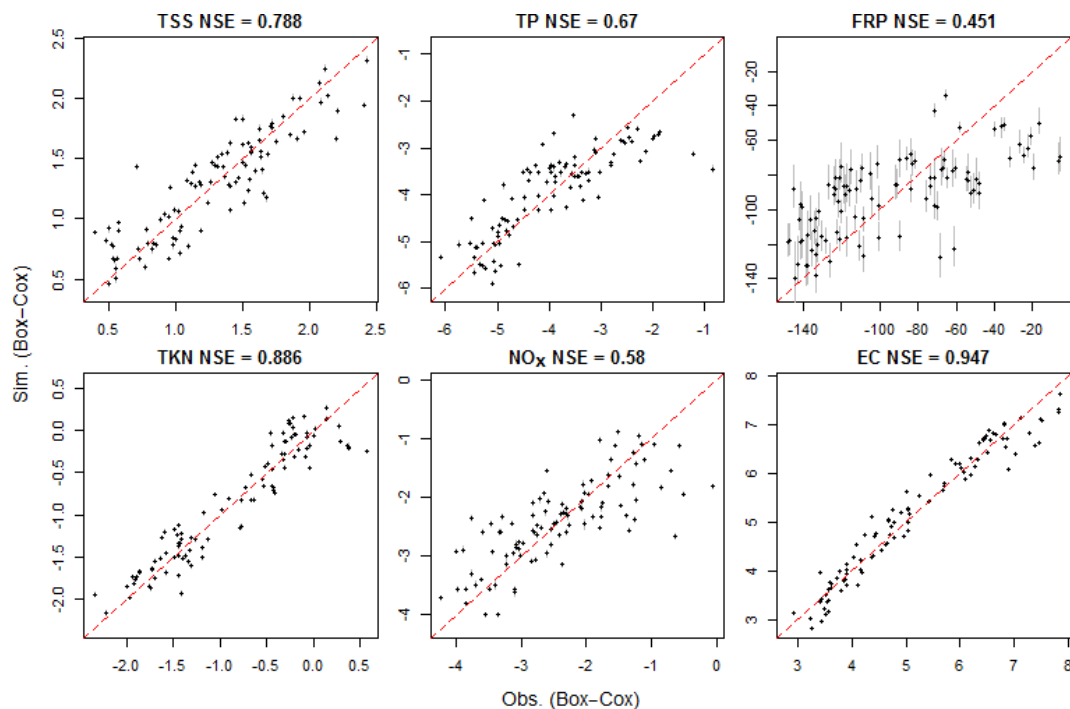 TSS NSE = 0.788
TP NSE = 0.67
FRP NSE = 0.451
2.5
2.0
1.5
1.0
0.5
0.5 1.0 1.5 2.0 2.5
-1
-2
-3
-4
-5
-6
-6 -5 -4 -3 -2 -1
-20
-60
-100
-140
-140 -100 -80 -60 -40 -20
Sim. (Box–Cox)
TKN NSE = 0.886
NOx NSE = 0.58
EC NSE = 0.947
0.5
0.0
-0.5
-1.0
-1.5
-2.0
-2.0 -1.0 -0.5 0.0 0.5
0
-1
-2
-3
-4
-4 -3 -2 -1 0
8
7
6
5
4
3
3 4 5 6 7 8
Obs. (Box–Cox)